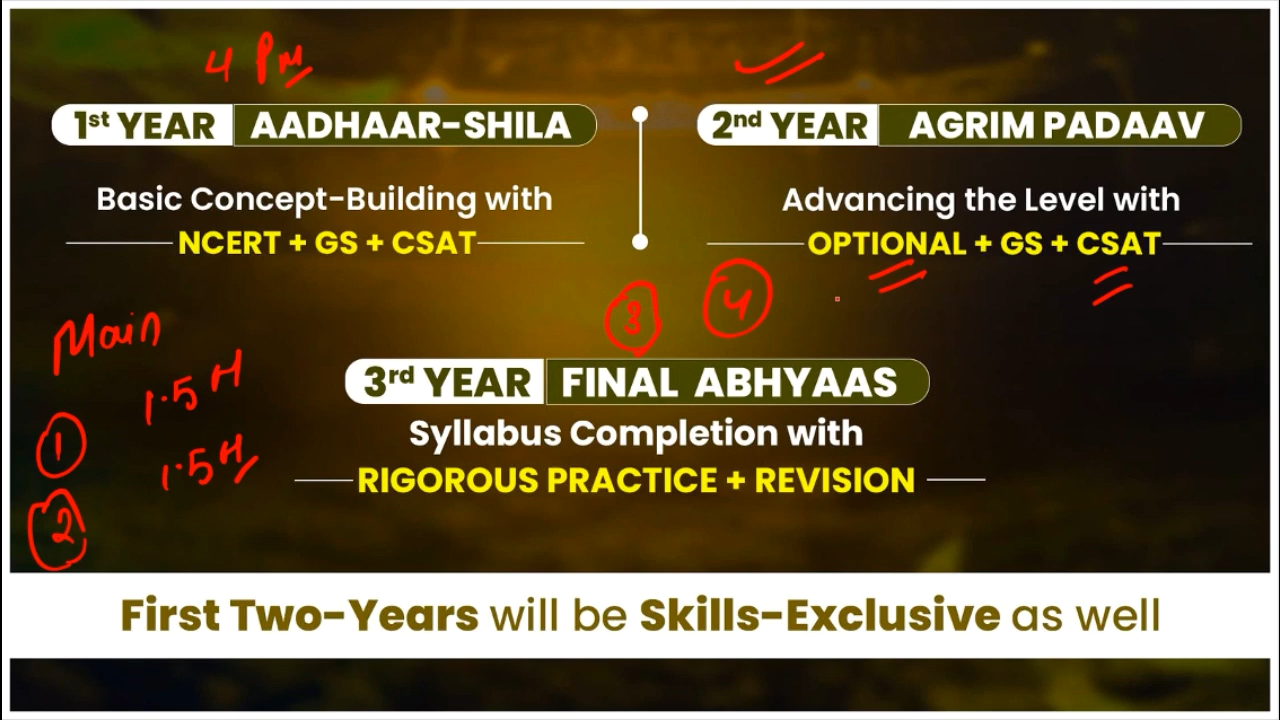 4 Pm
1st YEAR AADHAAR-SHILA
Basic Concept-Building with
NCERT + GS + CSAT
2nd YEAR AGRIM PADAAV
Advancing the Level with
OPTIONAL + GS + CSAT
3 4
Main
1.5 H
1
1.5 H
2
3rd YEAR FINAL ABHYAAS
Syllabus Completion with
RIGOROUS PRACTICE + REVISION
First Two-Years will be Skills-Exclusive as well